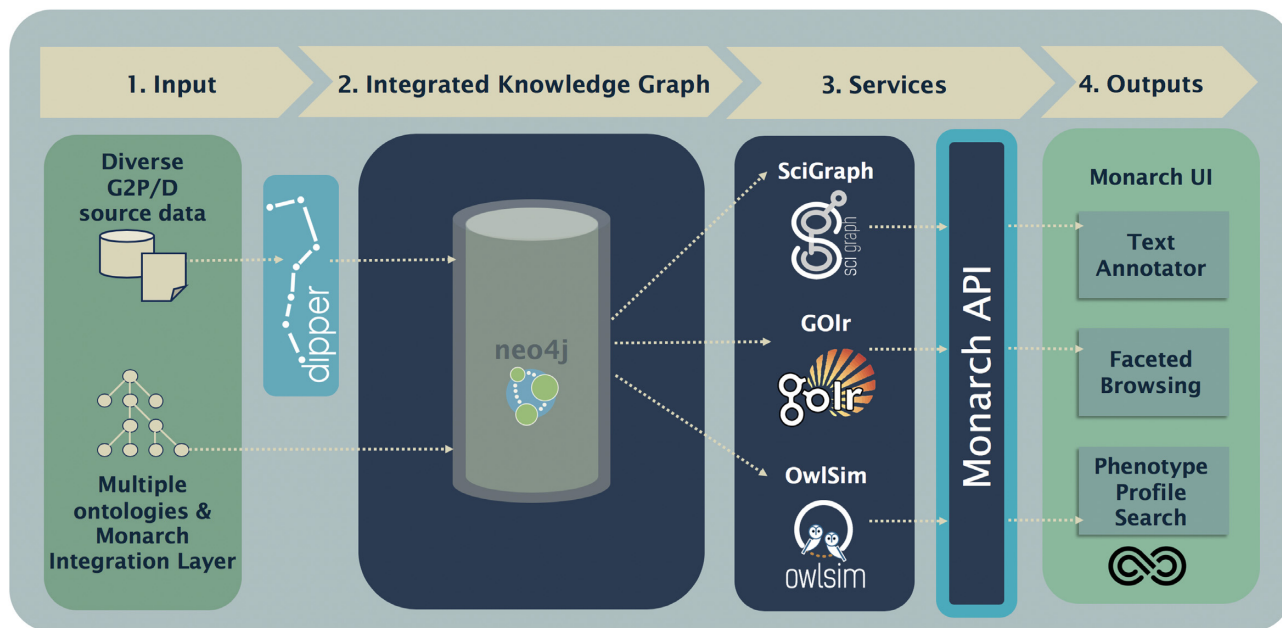 1. Input
2. Integrated Knowledge Graph
3. Services
4. Outputs
Diverse
G2P/D
source data
Multiple
ontologies &
Monarch
Integration Layer
dipper
neo4j
SciGraph
sci graph
GOlr
golr
OwlSim
owlsim
Monarch API
Monarch UI
Text
Annotator
Faceted
Browsing
Phenotype
Profile
Search